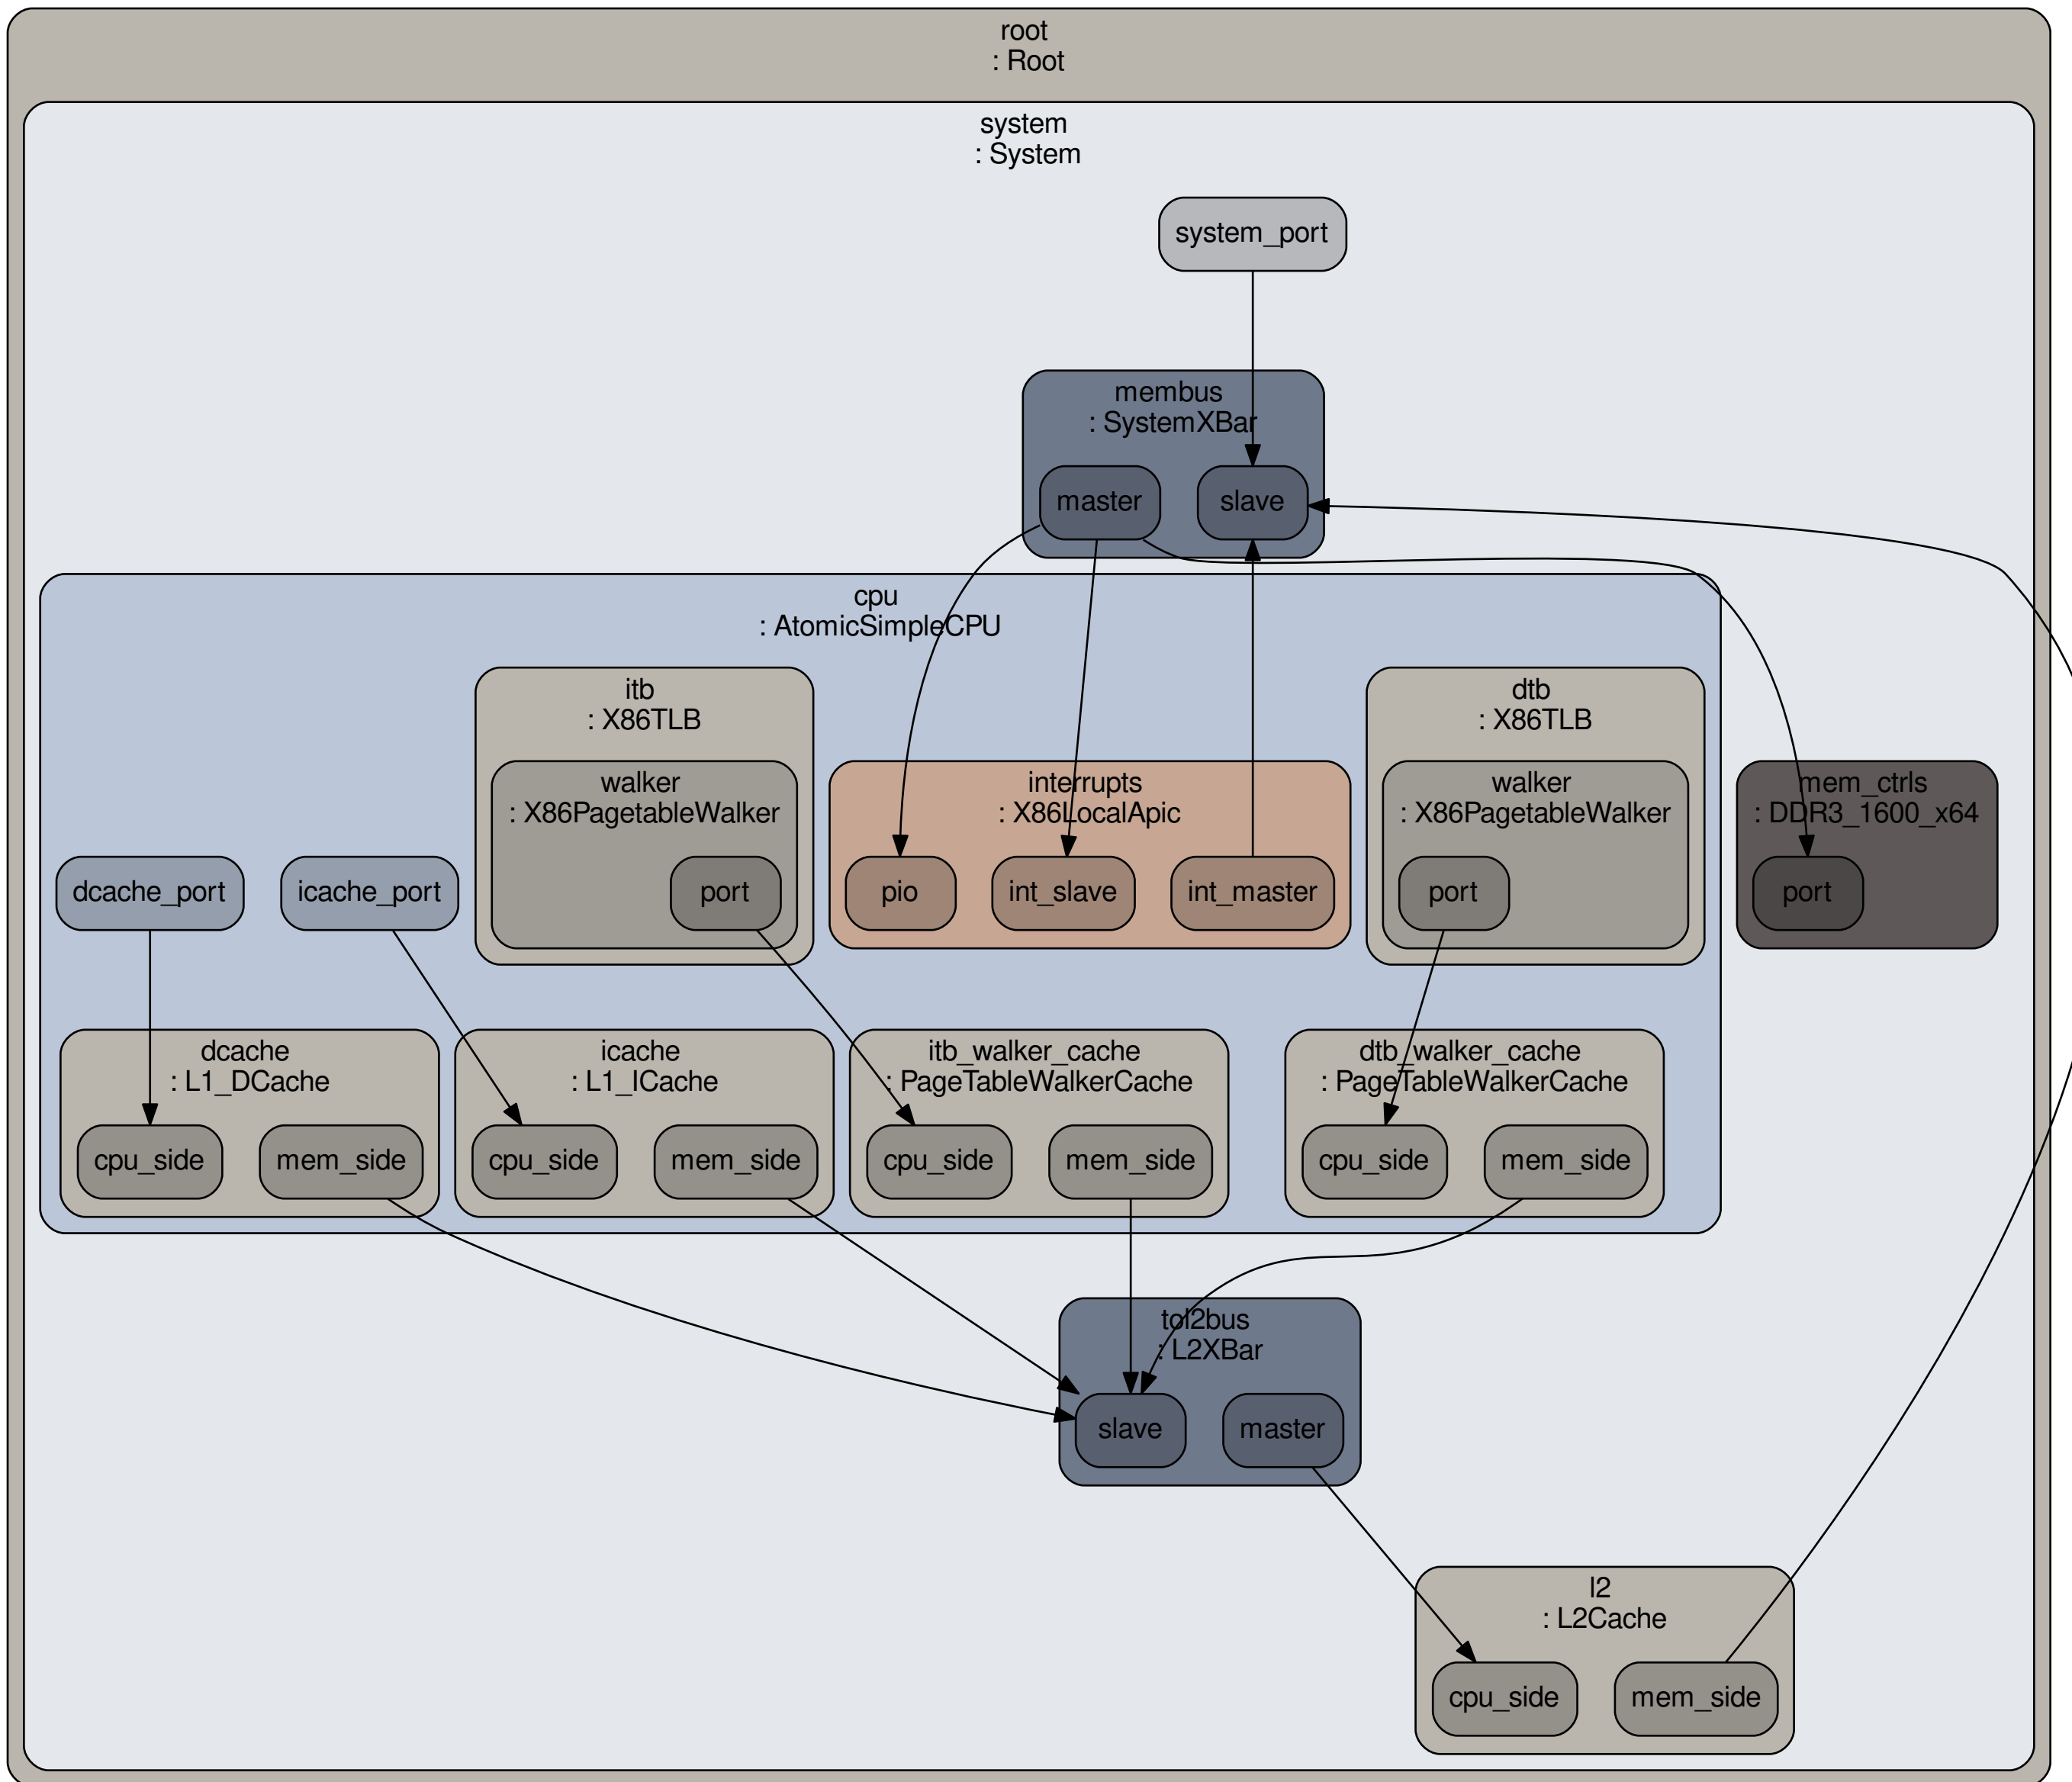 root
: Root
system
: System
system_port
membus
: SystemXBar
master
slave
cpu
: AtomicSimpleCPU
itb
: X86TLB
walker
: X86PagetableWalker
port
interrupts
: X86LocalApic
pio
int_slave
int_master
dtb
: X86TLB
walker
: X86PagetableWalker
port
mem_ctrls
: DDR3_1600_x64
port
dcache_port
icache_port
dcache
: L1_DCache
cpu_side
mem_side
icache
: L1_ICache
cpu_side
mem_side
itb_walker_cache
: PageTableWalkerCache
cpu_side
mem_side
dtb_walker_cache
: PageTableWalkerCache
cpu_side
mem_side
tol2bus
: L2XBar
slave
master
l2
: L2Cache
cpu_side
mem_side